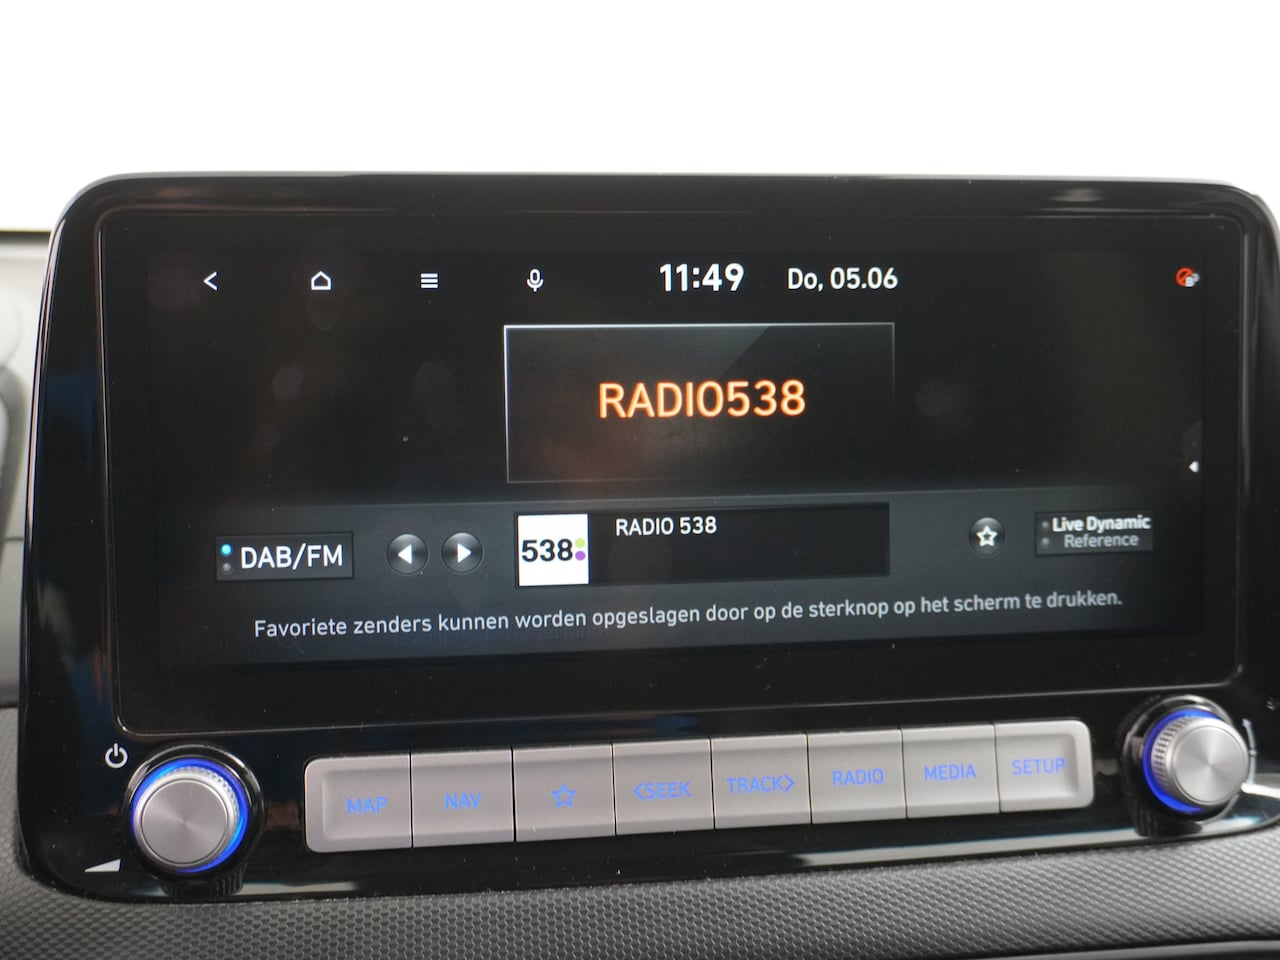 11:49 Do, 05.06
RADIO538
DAB/FM
538
RADIO 538
Live Dynamic
Reference
Favoriete zenders kunnen worden opgeslagen door op de sterknop op het scherm te drukken.
MAP NAV <SEEK TRACK> RADIO MEDIA SETUP